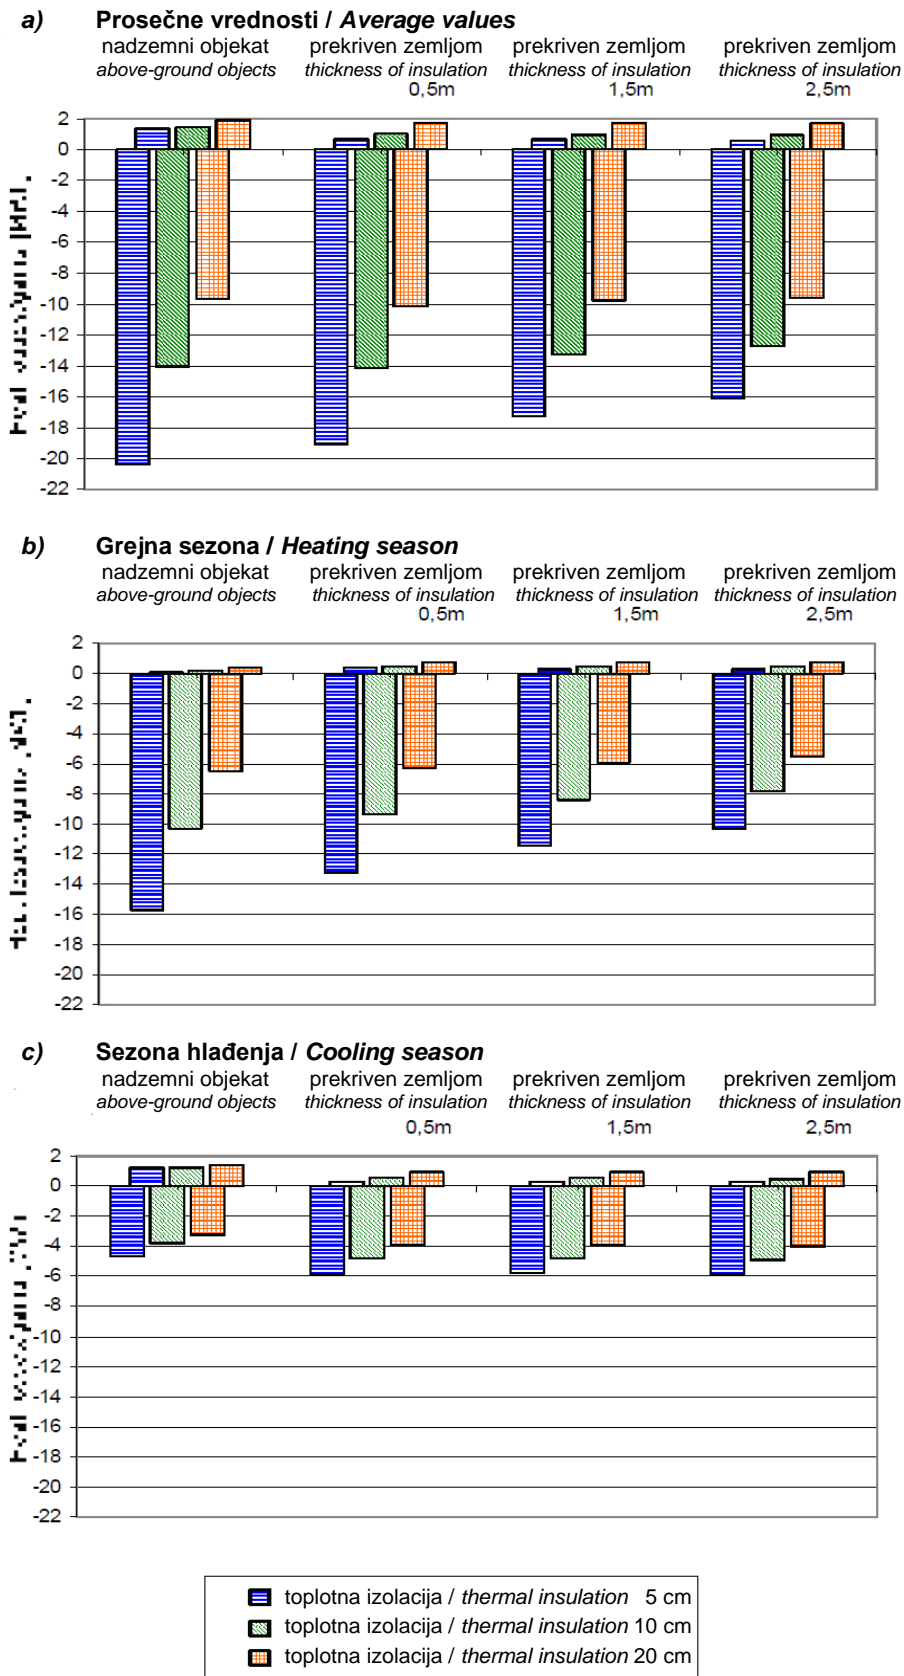 a) Prosečne vrednosti / Average values
nadzemni objekat prekriven zemljom prekriven zemljom prekriven zemljom
above-ground objects thickness of insulation thickness of insulation thickness of insulation
0,5m 1,5m 2,5m
2
0
-2
-4
-6
-8
-10
-12
-14
-16
-18
-20
-22
b) Grejna sezona / Heating season
nadzemni objekat prekriven zemljom prekriven zemljom prekriven zemljom
above-ground objects thickness of insulation thickness of insulation thickness of insulation
0,5m 1,5m 2,5m
2
0
-2
-4
-6
-8
-10
-12
-14
-16
-18
-20
-22
c) Sezona hlađenja / Cooling season
nadzemni objekat prekriven zemljom prekriven zemljom prekriven zemljom
above-ground objects thickness of insulation thickness of insulation thickness of insulation
0,5m 1,5m 2,5m
2
0
-2
-4
-6
-8
-10
-12
-14
-16
-18
-20
-22
toplotna izolacija / thermal insulation 5 cm
toplotna izolacija / thermal insulation 10 cm
toplotna izolacija / thermal insulation 20 cm